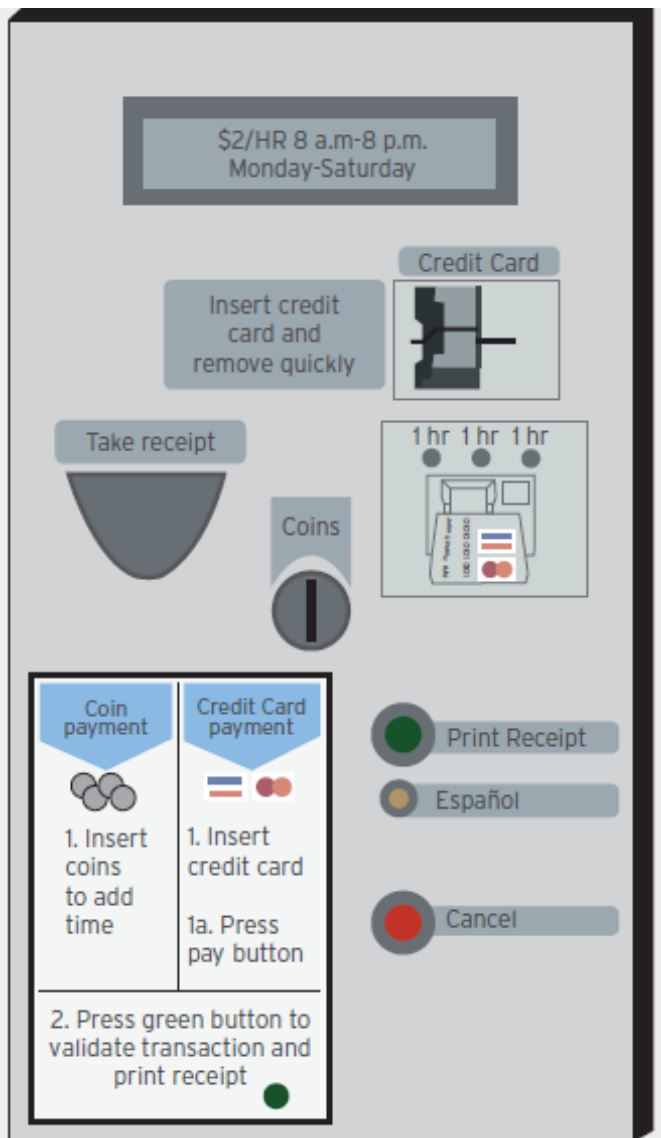 $2/HR 8 a.m-8 p.m.
Monday-Saturday
Credit Card
Insert credit
card and
remove quickly
Take receipt
1 hr 1 hr 1 hr
Coins
Coin
payment
1. Insert
coins
to add
time
Credit Card
payment
1. Insert
credit card
1a. Press
pay button
2. Press green button to
validate transaction and
print receipt
Print Receipt
Español
Cancel